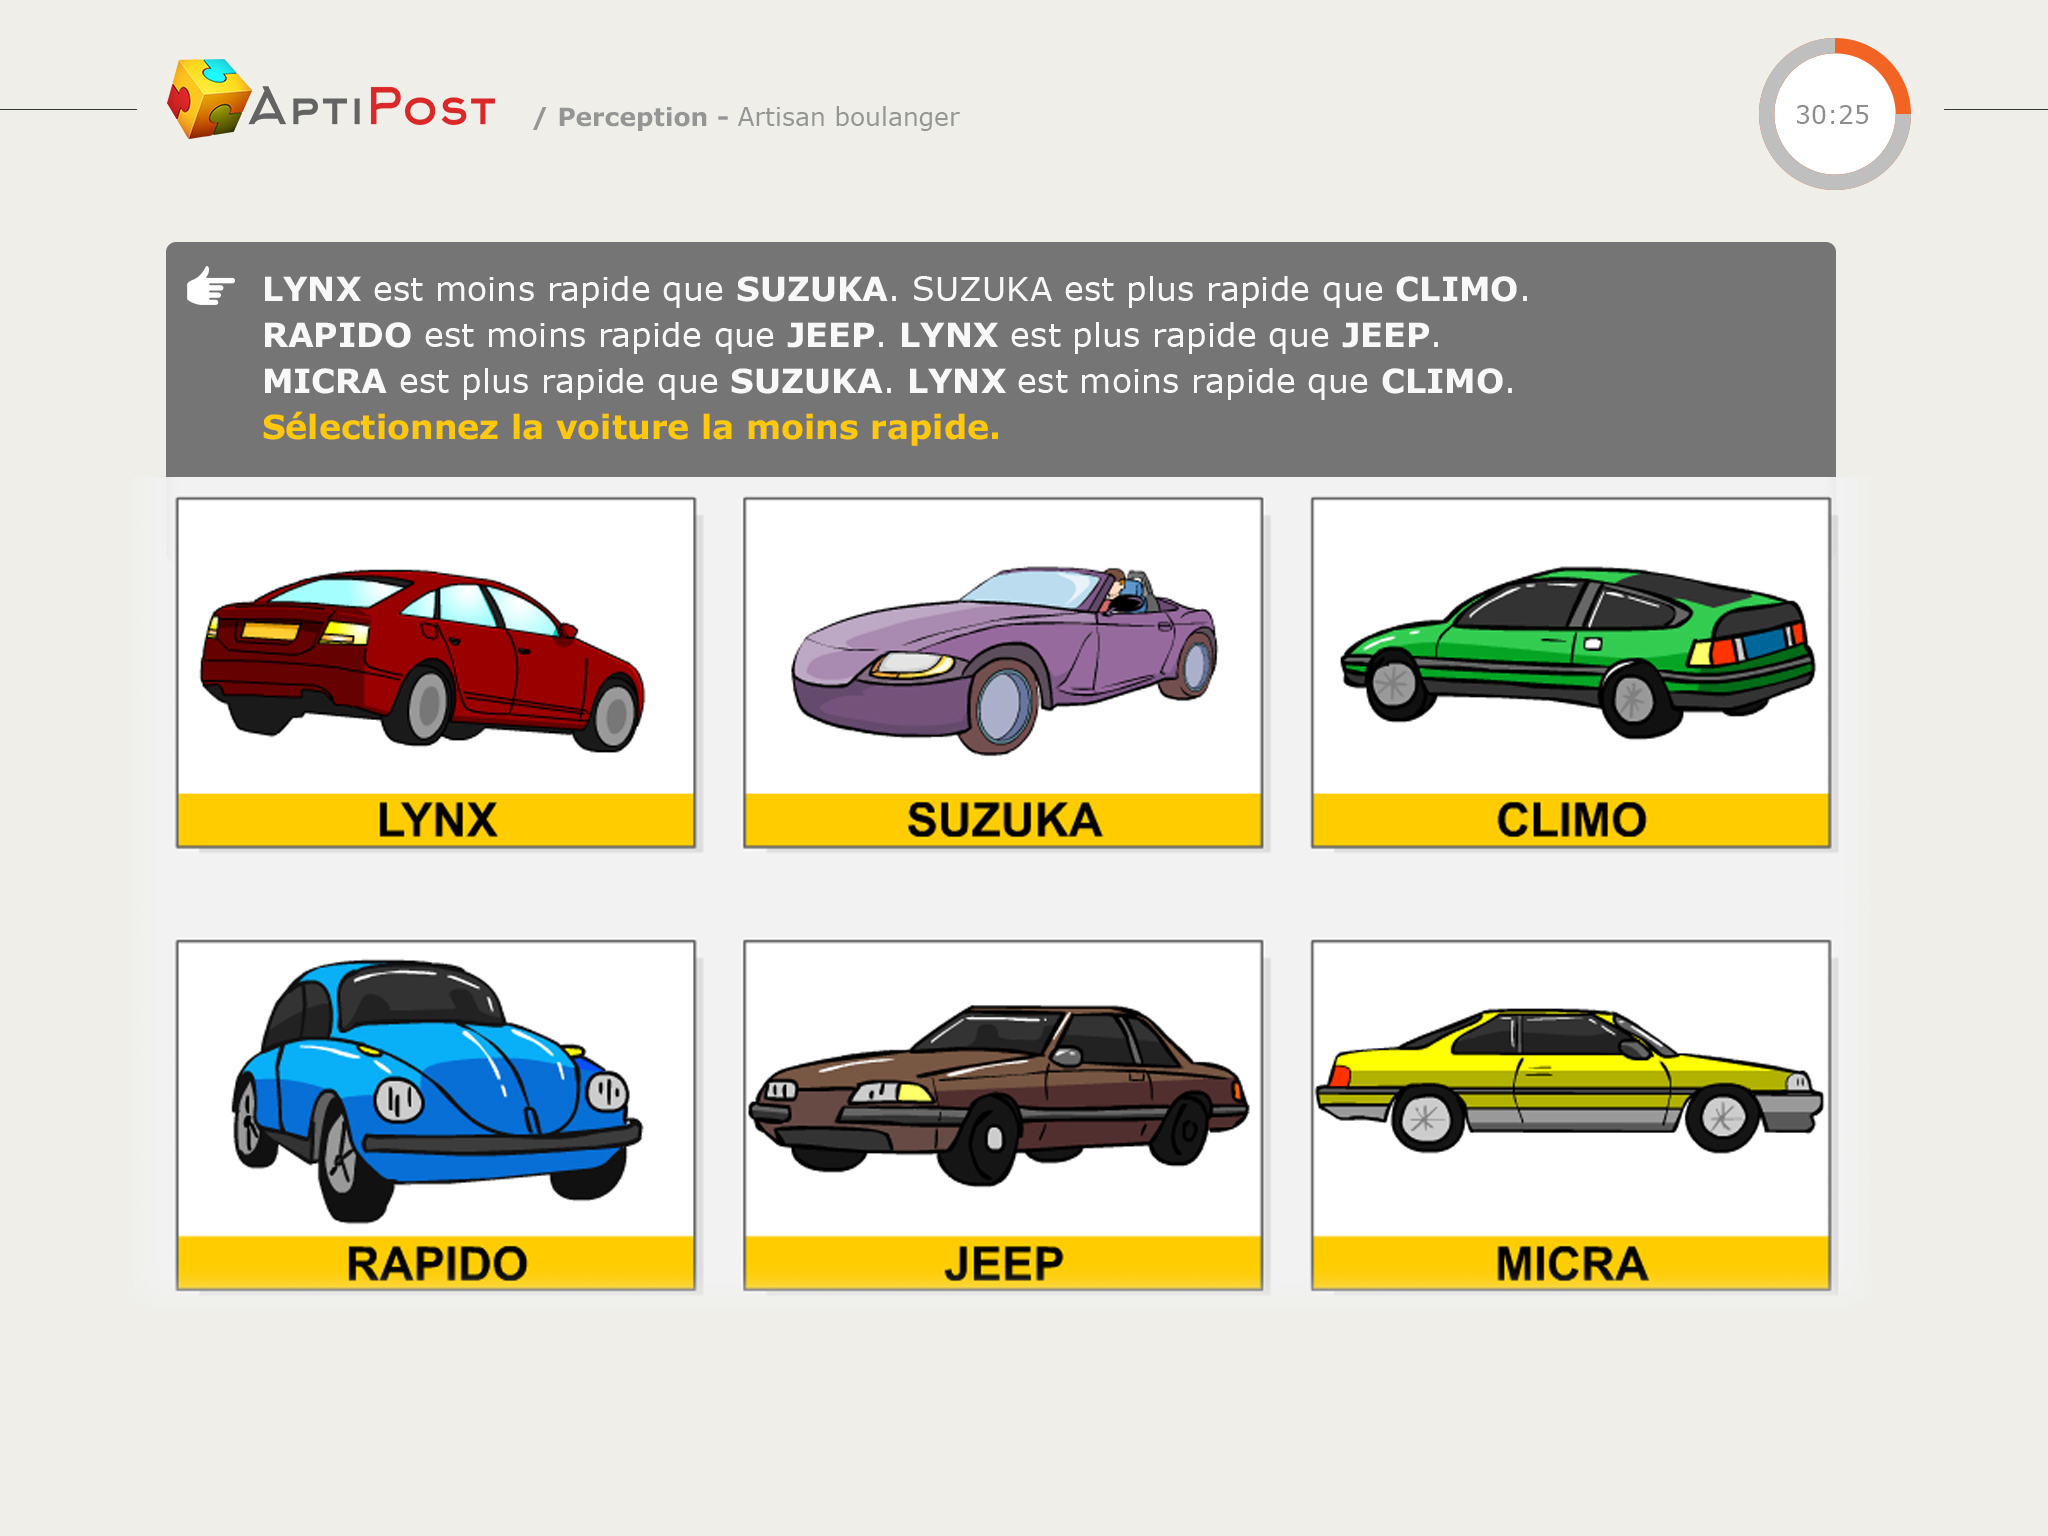 APTIPOST / Perception - Artisan boulanger
30:25
LYNX est moins rapide que SUZUKA. SUZUKA est plus rapide que CLIMO.
RAPIDO est moins rapide que JEEP. LYNX est plus rapide que JEEP.
MICRA est plus rapide que SUZUKA. LYNX est moins rapide que CLIMO.
Sélectionnez la voiture la moins rapide.
LYNX
SUZUKA
CLIMO
RAPIDO
JEEP
MICRA